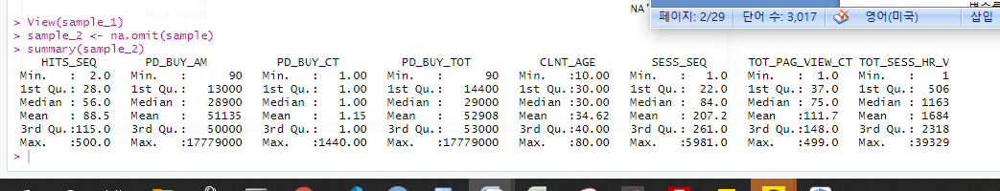 NA'
페이지: 2/29 단어 수: 3,017 영어(미국) 삽입
> View(sample_1)
> sample_2 <- na.omit(sample)
> summary(sample_2)
HITS_SEQ PD_BUY_AM PD_BUY_CT PD_BUY_TOT CLNT_AGE SESS_SEQ TOT_PAG_VIEW_CT TOT_SESS_HR_V
Min. : 2.0 Min. : 90 Min. : 1.00 Min. : 90 Min. :10.00 Min. : 1.0 Min. : 1.0 Min. : 1
1st Qu.: 28.0 1st Qu.: 13000 1st Qu.: 1.00 1st Qu.: 14400 1st Qu.:30.00 1st Qu.: 22.0 1st Qu.: 37.0 1st Qu.: 506
Median : 56.0 Median : 28900 Median : 1.00 Median : 29000 Median :30.00 Median : 84.0 Median : 75.0 Median : 1163
Mean : 88.5 Mean : 51135 Mean : 1.15 Mean : 52908 Mean :34.62 Mean : 207.2 Mean :111.7 Mean : 1684
3rd Qu.:115.0 3rd Qu.: 50000 3rd Qu.: 1.00 3rd Qu.: 53000 3rd Qu.:40.00 3rd Qu.: 261.0 3rd Qu.:148.0 3rd Qu.: 2318
Max. :500.0 Max. :17779000 Max. :1440.00 Max. :17779000 Max. :80.00 Max. :5981.0 Max. :499.0 Max. :39329
>